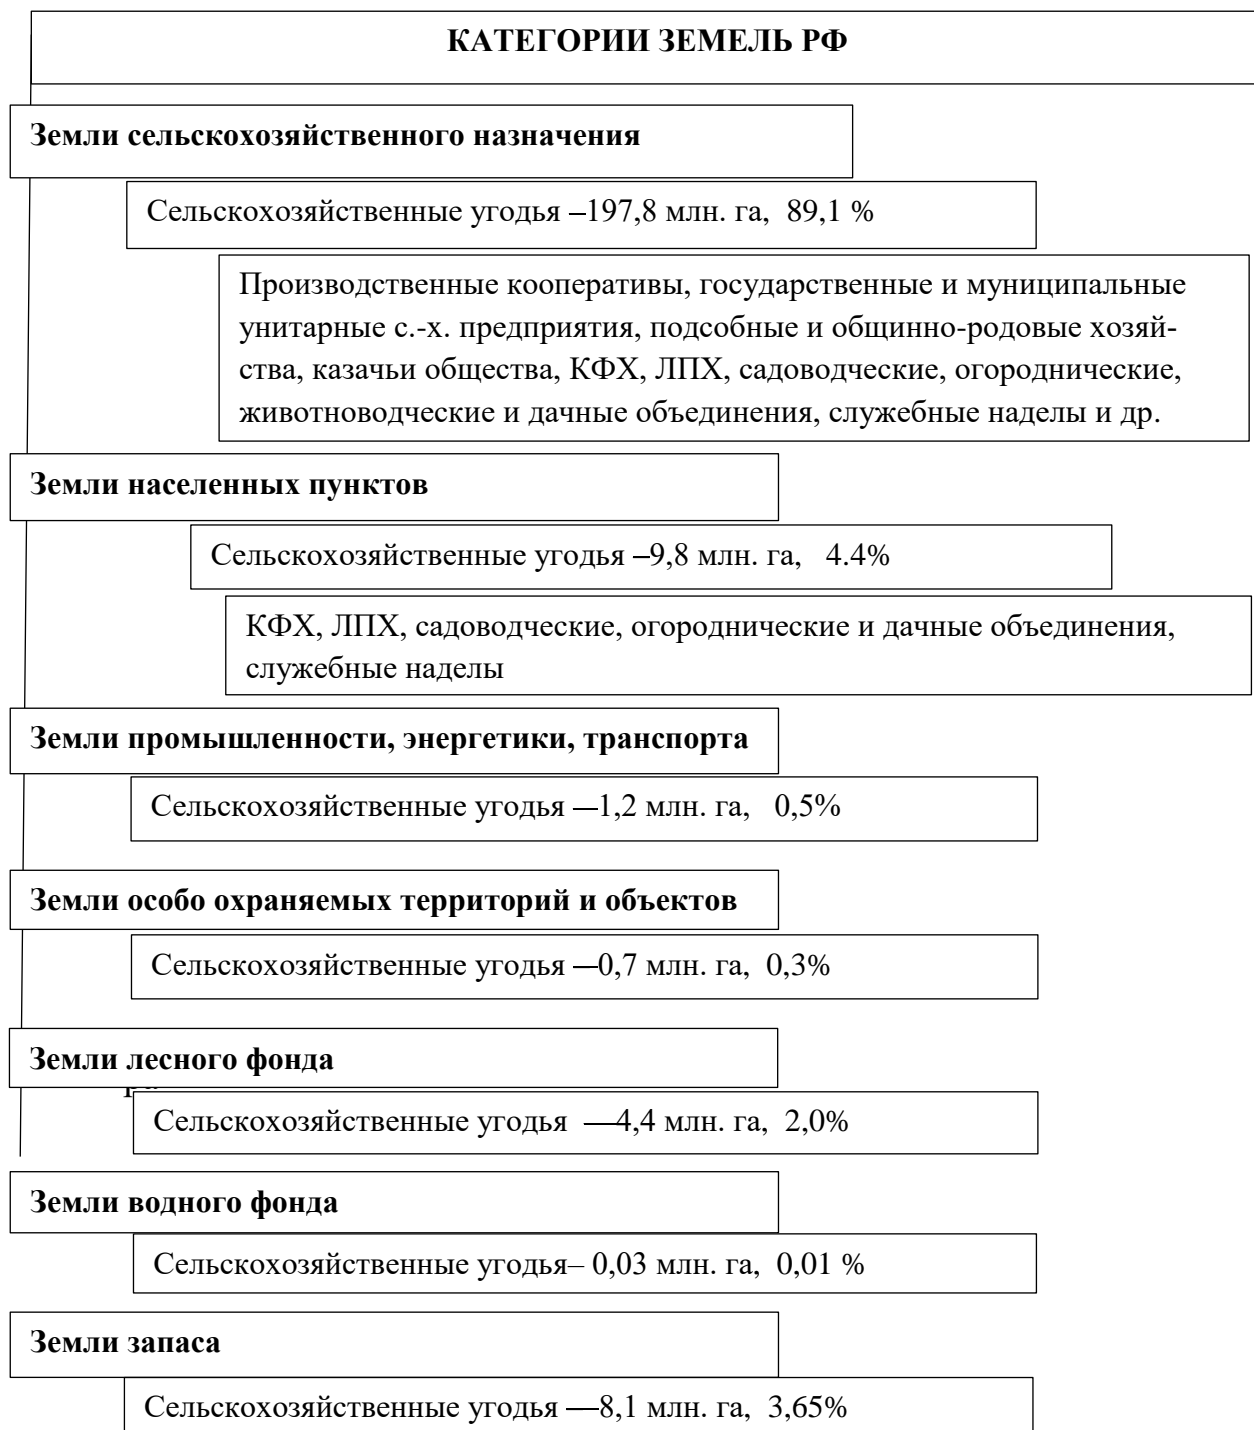 КАТЕГОРИИ ЗЕМЕЛЬ РФ
Земли сельскохозяйственного назначения
Сельскохозяйственные угодья –197,8 млн. га, 89,1 %
Производственные кооперативы, государственные и муниципальные
унитарные с.-х. предприятия, подсобные и общинно-родовые хозяй-
ства, казачьи общества, КФХ, ЛПХ, садоводческие, огороднические,
животноводческие и дачные объединения, служебные наделы и др.
Земли населенных пунктов
Сельскохозяйственные угодья –9,8 млн. га, 4.4%
КФХ, ЛПХ, садоводческие, огороднические и дачные объединения,
служебные наделы
Земли промышленности, энергетики, транспорта
Сельскохозяйственные угодья —1,2 млн. га, 0,5%
Земли особо охраняемых территорий и объектов
Сельскохозяйственные угодья —0,7 млн. га, 0,3%
Земли лесного фонда
Сельскохозяйственные угодья —4,4 млн. га, 2,0%
Земли водного фонда
Сельскохозяйственные угодья– 0,03 млн. га, 0,01 %
Земли запаса
Сельскохозяйственные угодья —8,1 млн. га, 3,65%